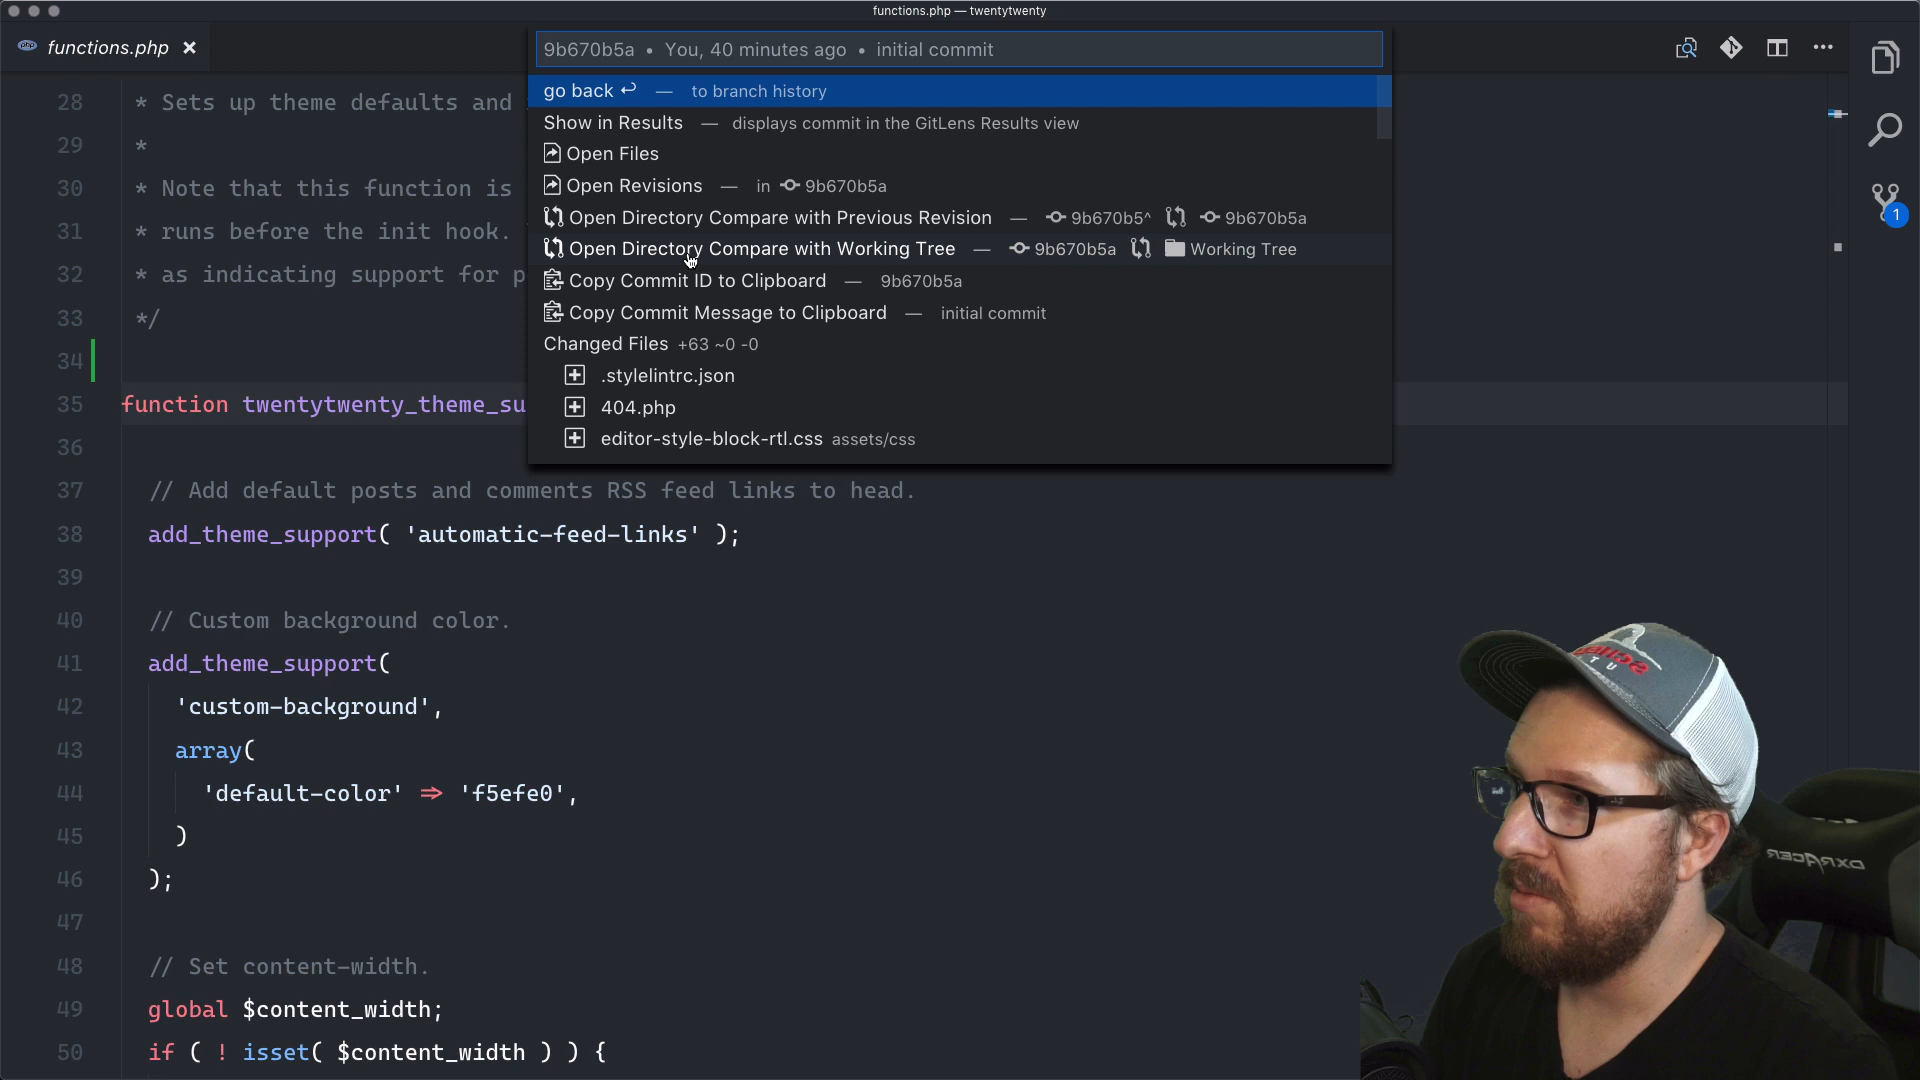 functions.php — twentytwenty
functions.php
9b670b5a • You, 40 minutes ago • initial commit
go back — to branch history
Show in Results — displays commit in the GitLens Results view
Open Files
Open Revisions — in 9b670b5a
Open Directory Compare with Previous Revision — 9b670b5^ 9b670b5a
Open Directory Compare with Working Tree — 9b670b5a Working Tree
Copy Commit ID to Clipboard — 9b670b5a
Copy Commit Message to Clipboard — initial commit
Changed Files +63 ~0 -0
.stylelintrc.json
404.php
editor-style-block-rtl.css assets/css
1
28 * Sets up theme defaults and
29 *
30 * Note that this function is
31 * runs before the init hook.
32 * as indicating support for p
33 */
34
35 function twentytwenty_theme_su
36
37 // Add default posts and comments RSS feed links to head.
38 add_theme_support( 'automatic-feed-links' );
39
40 // Custom background color.
41 add_theme_support(
42 'custom-background',
43 array(
44 'default-color' => 'f5efe0',
45 )
46 );
47
48 // Set content-width.
49 global $content_width;
50 if ( ! isset( $content_width ) ) {
DXRACER